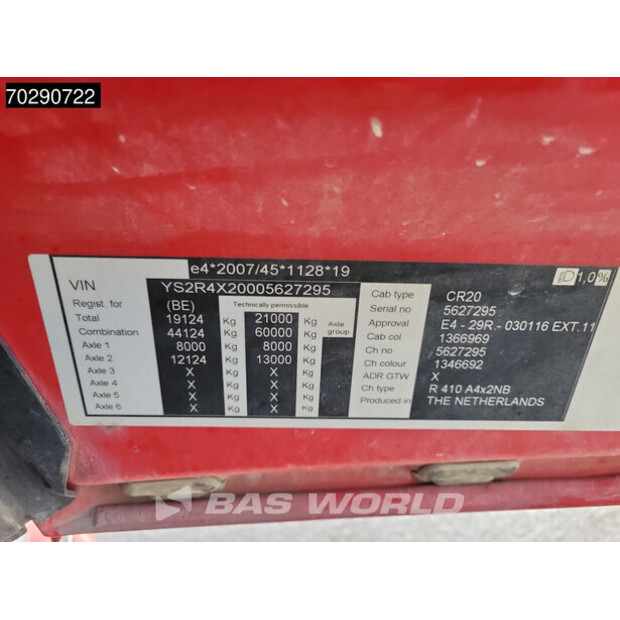 70290722
e4*2007/45*1128*19
1,0%
VIN YS2R4X20005627295
Regist. for (BE) Technically permissible
Total 19124 Kg 21000 Kg Axle group
Combination 44124 Kg 60000 Kg
Axle 1 8000 Kg 8000 Kg
Axle 2 12124 Kg 13000 Kg
Axle 3 X Kg X Kg
Axle 4 X Kg X Kg
Axle 5 X Kg X Kg
Axle 6 X Kg X Kg
Cab type CR20
Serial no 5627295
Approval E4 - 29R.- 030116 EXT.11
Cab col 1366969
Ch no 5627295
Ch colour 1346692
ADR GTW X
Ch type R 410 A4x2NB
Produced in THE NETHERLANDS
BAS WORLD